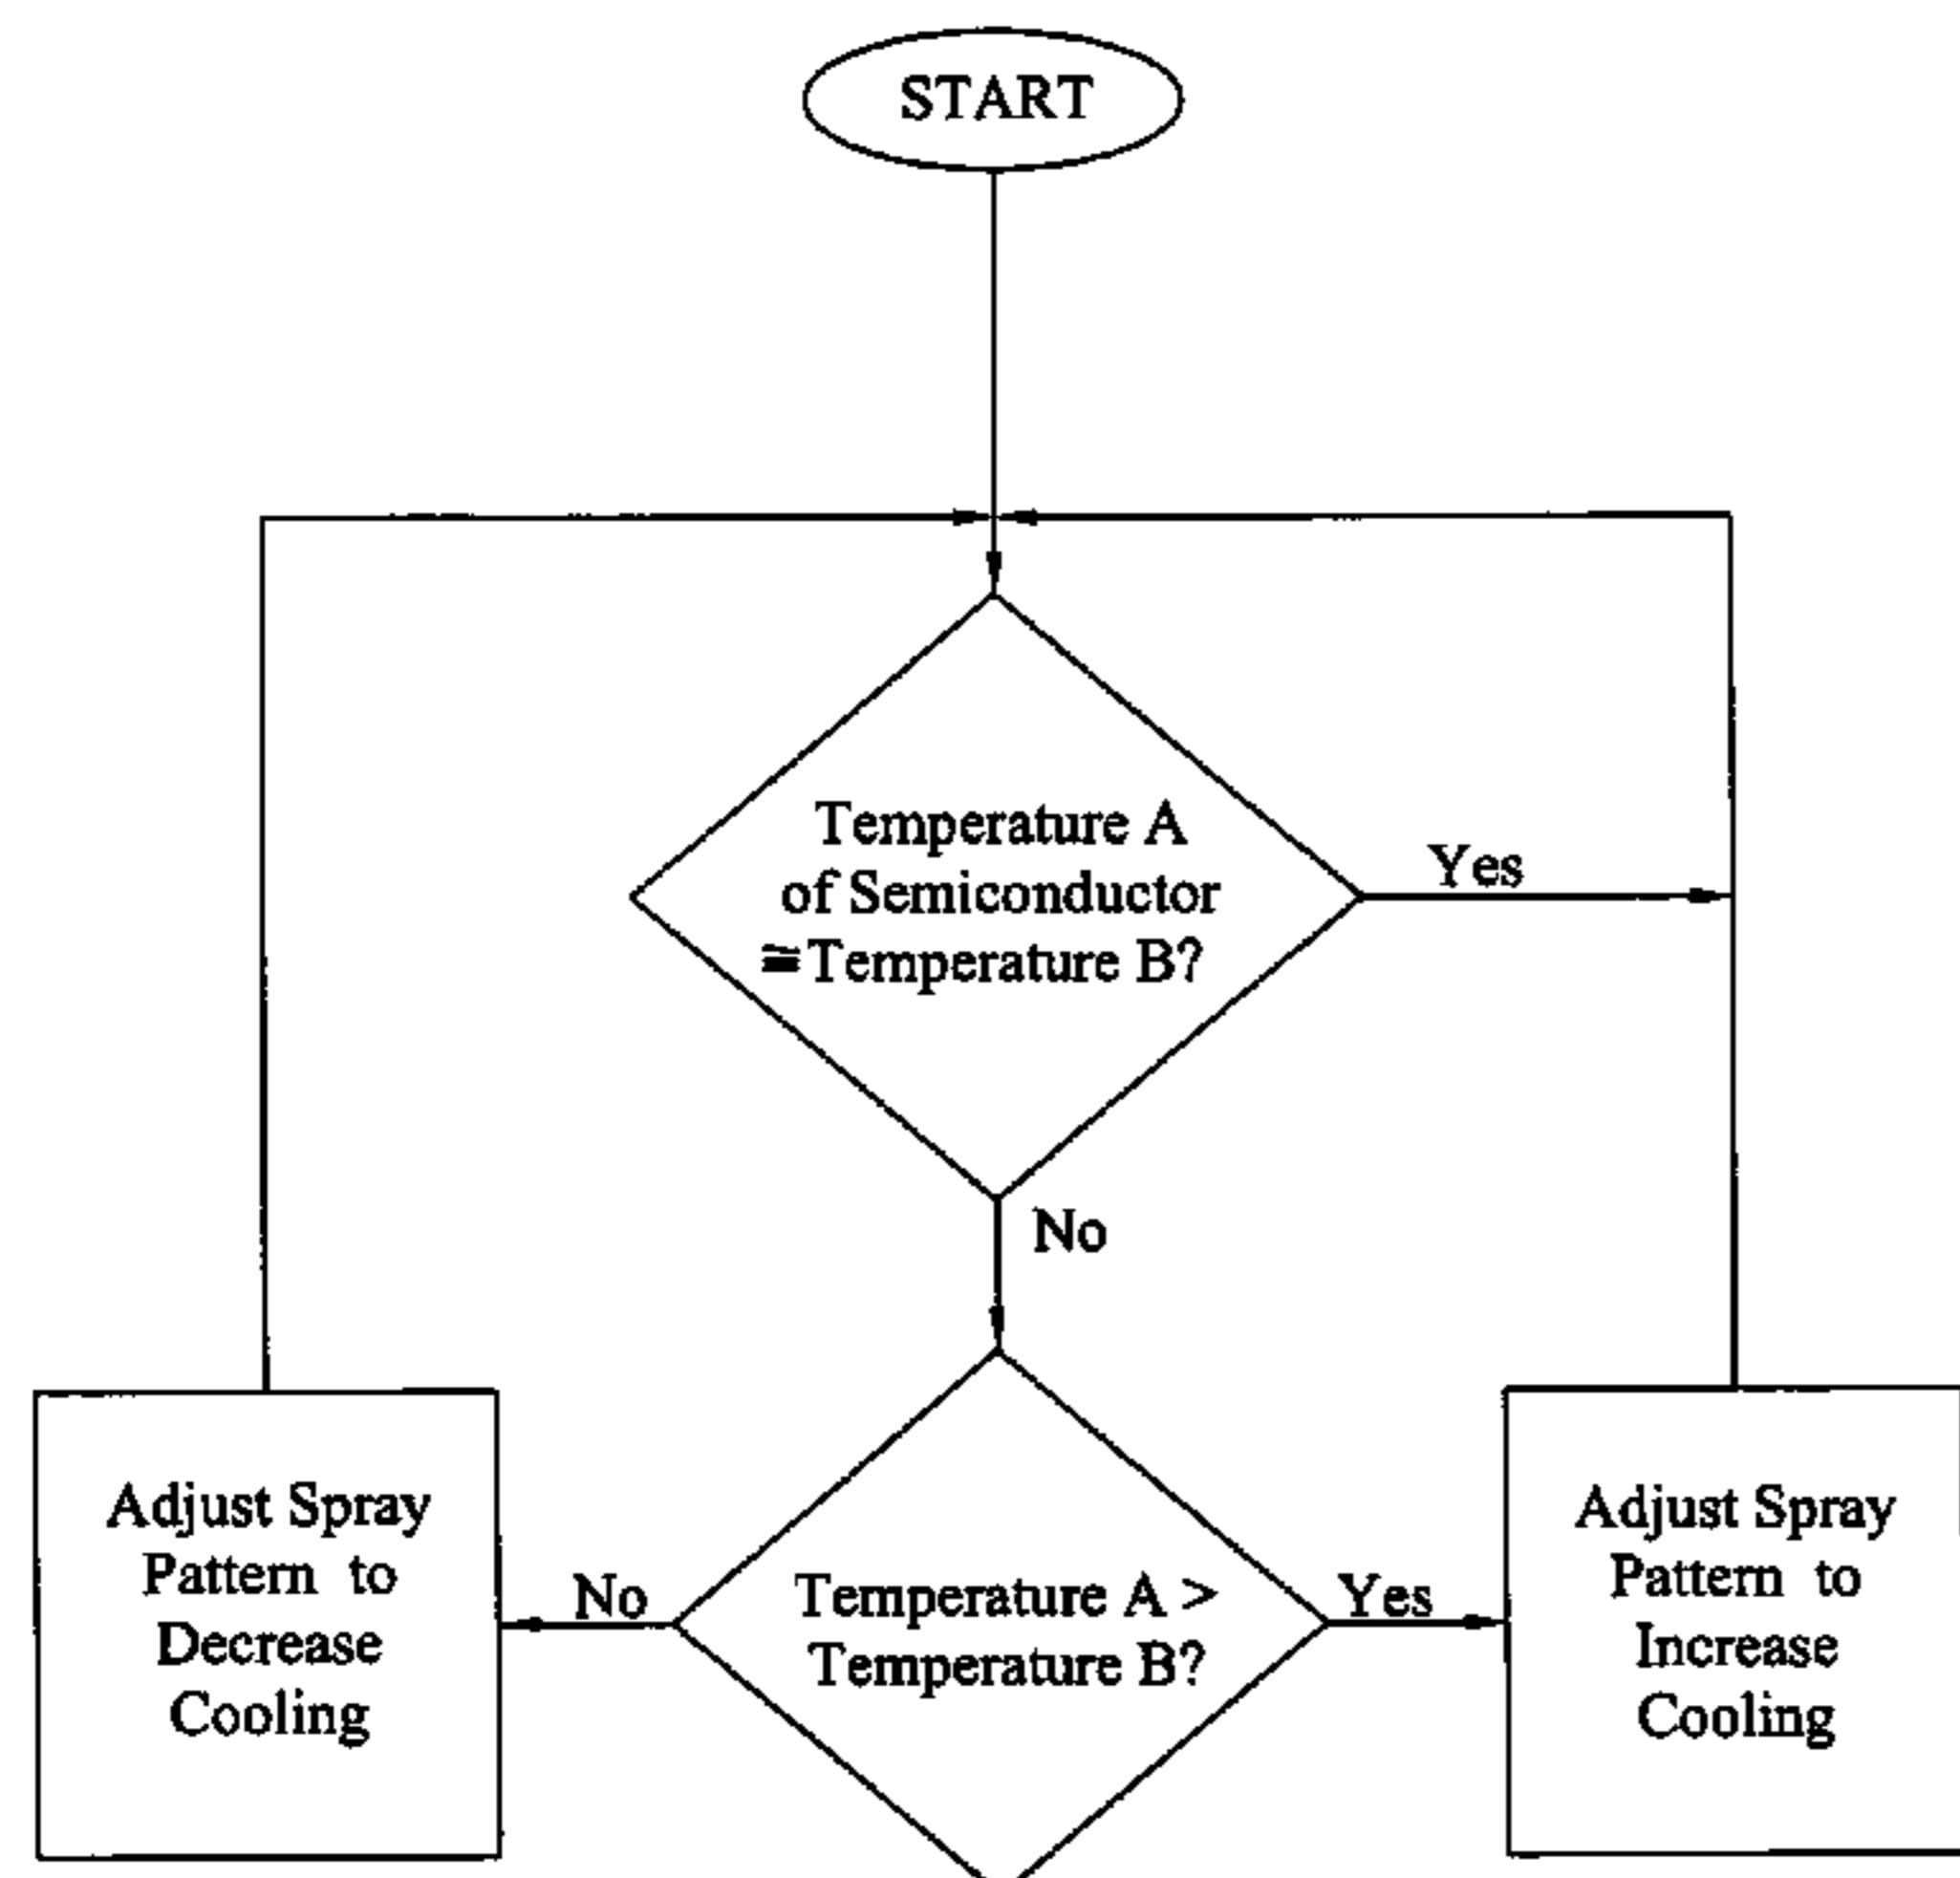 START
Temperature A
of Semiconductor
≅Temperature B?
Yes
No
Adjust Spray
Pattern to
Decrease
Cooling
No
Temperature A >
Temperature B?
Yes
Adjust Spray
Pattern to
Increase
Cooling